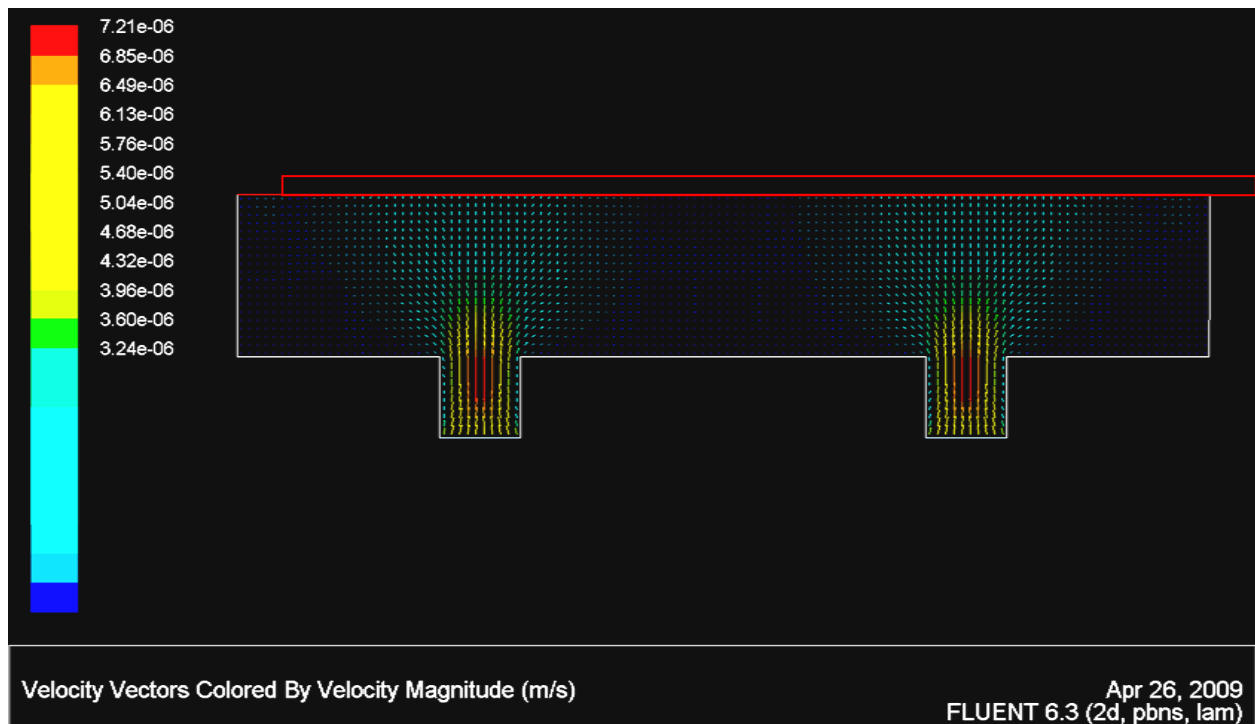 7.21e-06
6.85e-06
6.49e-06
6.13e-06
5.76e-06
5.40e-06
5.04e-06
4.68e-06
4.32e-06
3.96e-06
3.60e-06
3.24e-06
Velocity Vectors Colored By Velocity Magnitude (m/s)
Apr 26, 2009
FLUENT 6.3 (2d, pbns, lam)